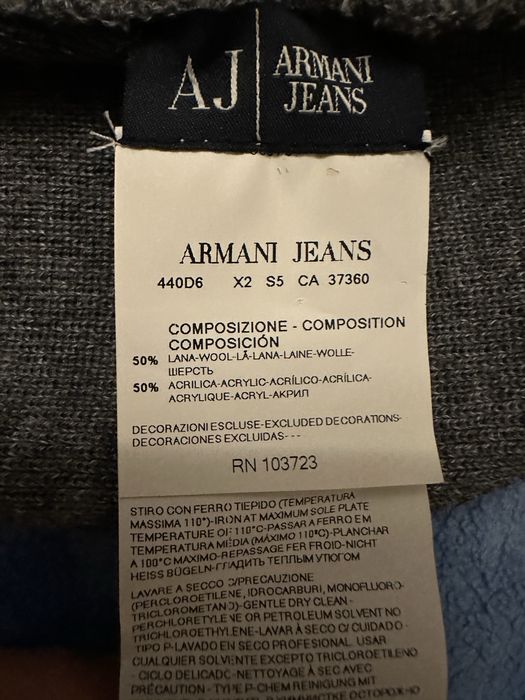 AJ
ARMANI
JEANS
ARMANI JEANS
440D6 X2 S5 CA 37360
COMPOSIZIONE - COMPOSITION
COMPOSICIÓN
50% LANA-WOOL-LÃ-LANA-LAINE-WOLLE-
ШЕРСТЬ
50% ACRILICA-ACRYLIC-ACRÍLICO-ACRÍLICA-
ACRYLIQUE-ACRYL-АКРИЛ
DECORAZIONI ESCLUSE-EXCLUDED DECORATIONS-
DECORACIONES EXCLUIDAS---
RN 103723
STIRO CON FERRO TIEPIDO (TEMPERATURA
MASSIMA 110°)-IRON AT MAXIMUM SOLE PLATE
TEMPERATURE OF 110°C-PASSAR A FERRO EM
TEMPERATURA MÉDIA (MÁXIMO 110ºC)-PLANCHAR
A 100°C MAXIMO-REPASSAGE FER FROID-NICHT
HEISS BÜGELN-ГЛАДИТЬ ТЕПЛЫМ УТЮГОМ
LAVARE A SECCO C/PRECAUZIONE
(PERCLOROETILENE, IDROCARBURI, MONOFLUORO-
TRICLOROMETANO)-GENTLE DRY CLEAN -
PERCHLORETYLENE OR PETROLEUM SOLVENT NO
TRICHLOROETHYLENE-LAVAR À SECO C/ CUIDADO -
TIPO P-LAVADO EN SECO PROFESIONAL. USAR
CUALQUIER SOLVENTE EXCEPTO TRICLOROETILENO
- CICLO DELICADO-NETTOYAGE À SEC AVEC
PRÉCAUTION - TYPE P-CHEM REINIGUNG MIT